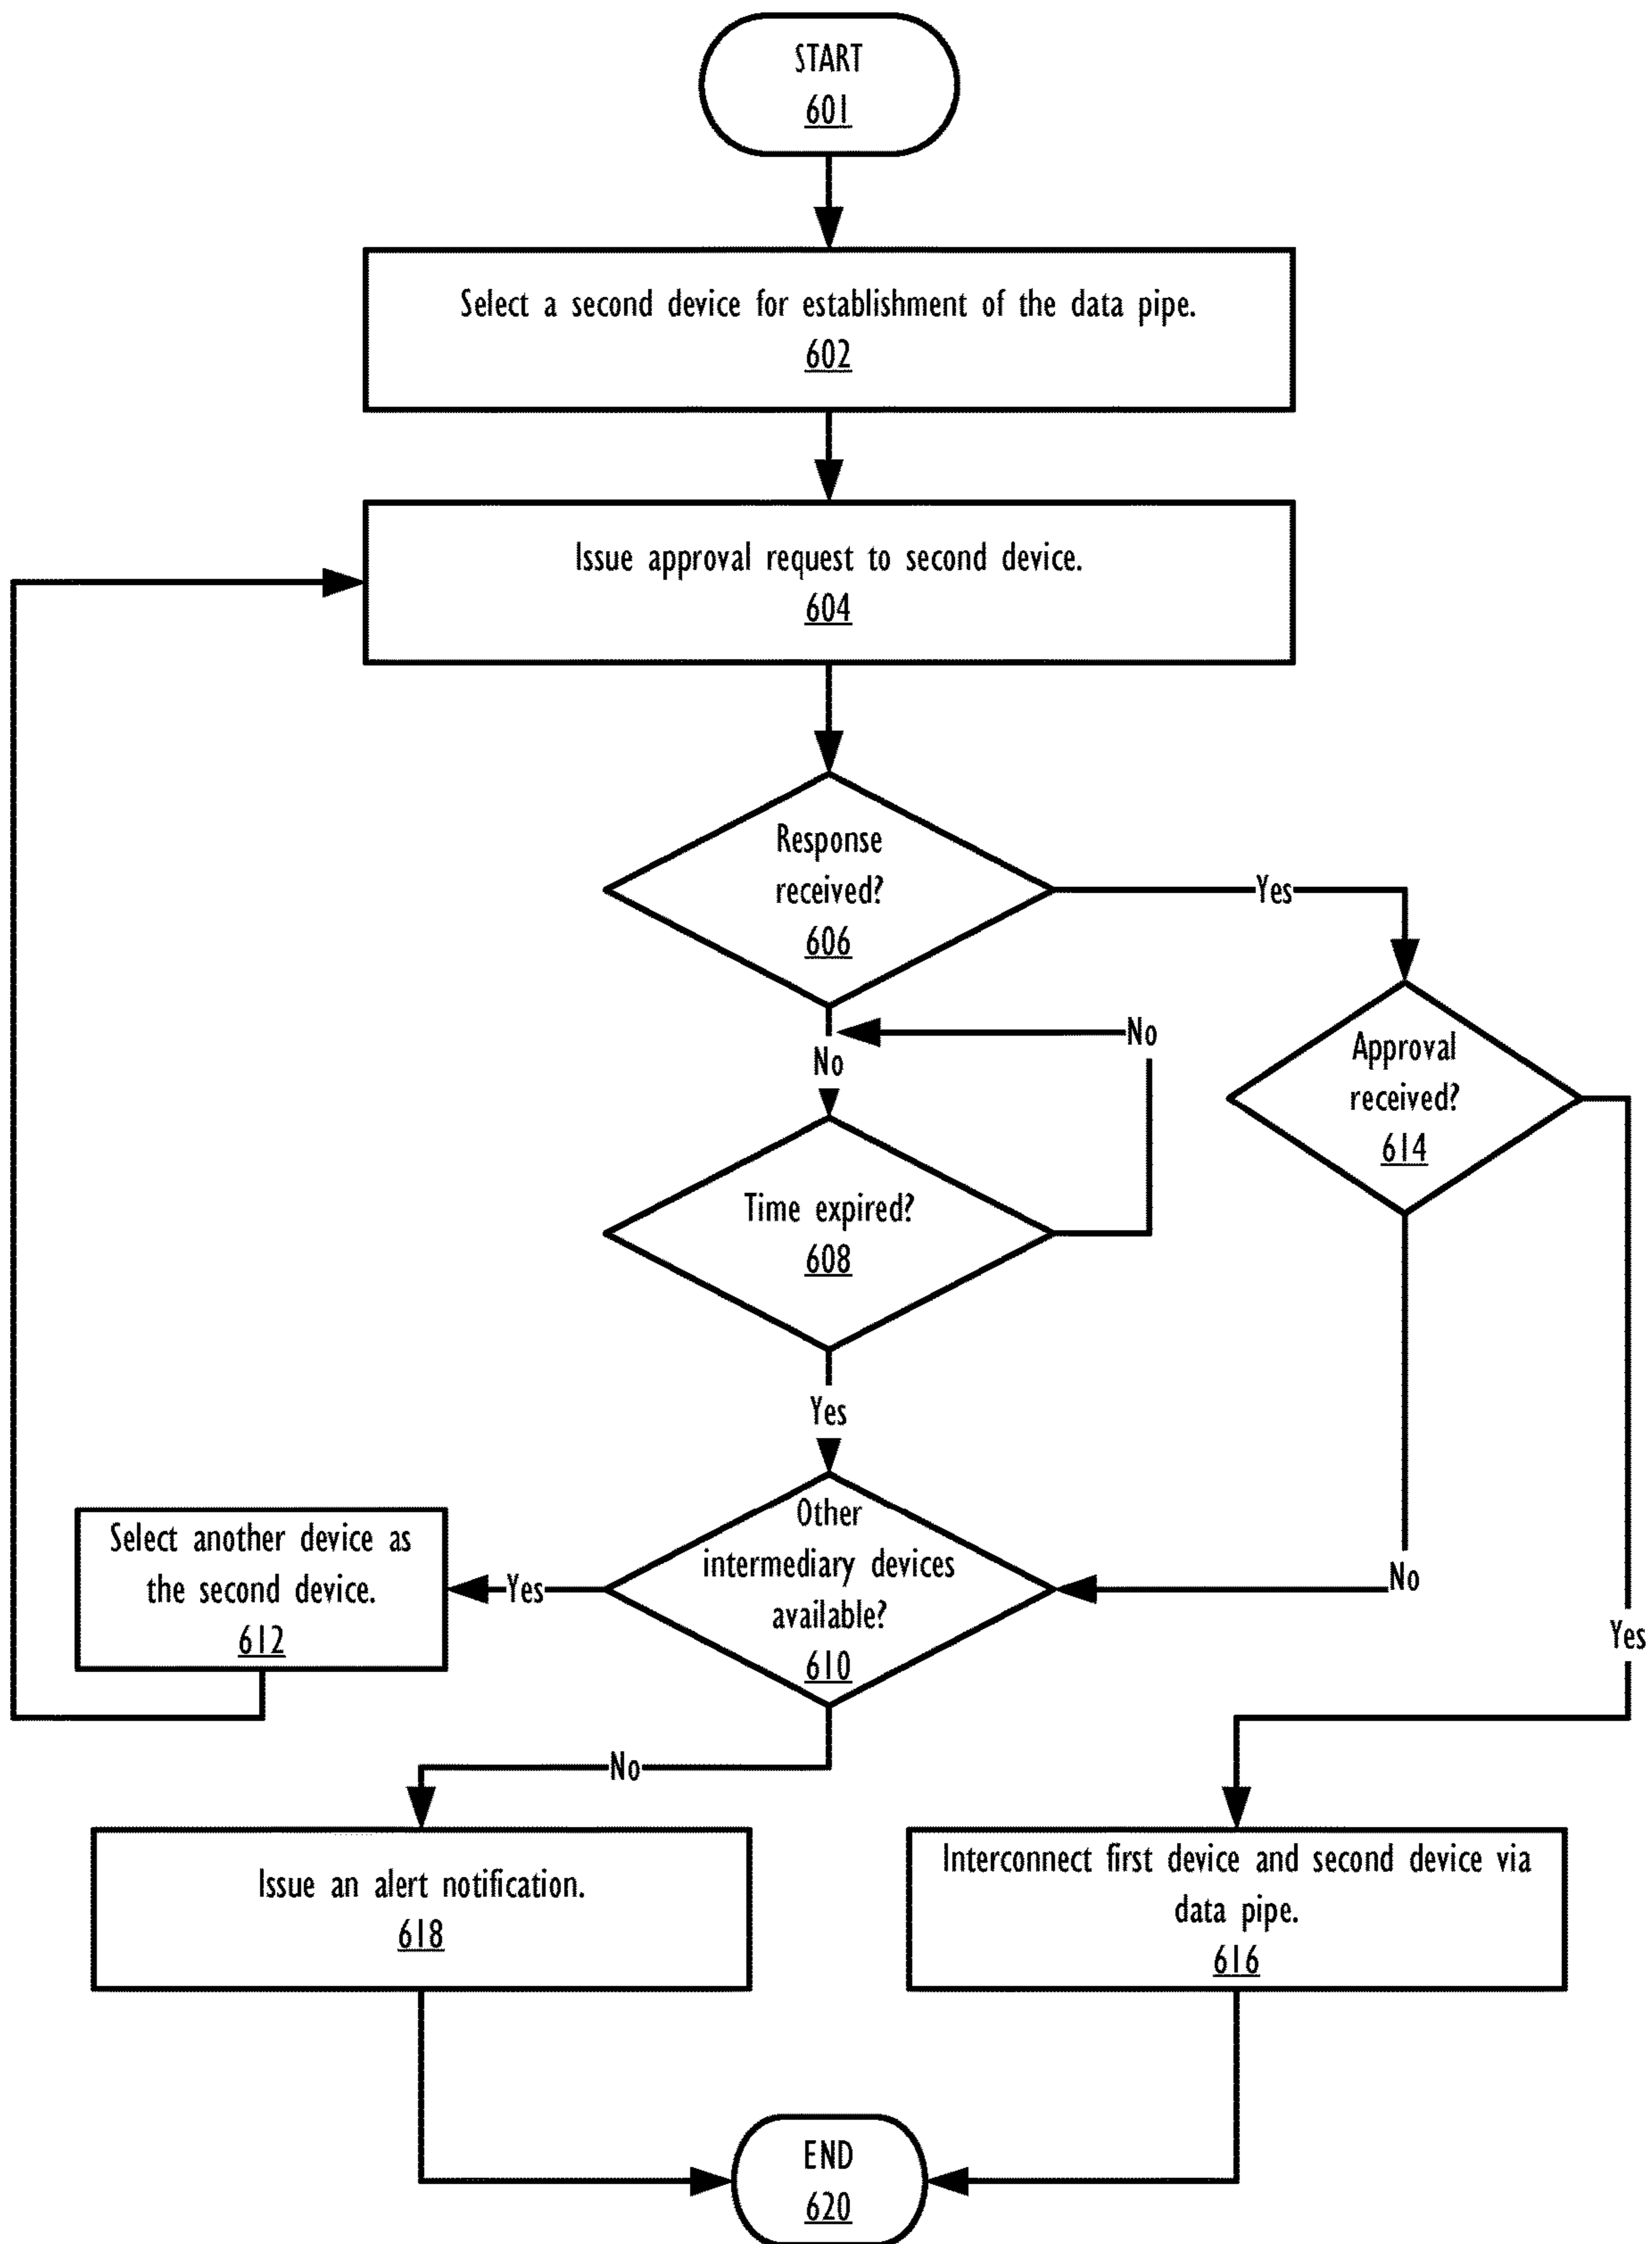 START
601
Select a second device for establishment of the data pipe.
602
Issue approval request to second device.
604
Response
received?
606
Yes
No
No
Approval
received?
614
Time expired?
608
Yes
Other
intermediary devices
available?
610
Select another device as
the second device.
612
Yes
No
Yes
No
Issue an alert notification.
618
Interconnect first device and second device via
data pipe.
616
END
620